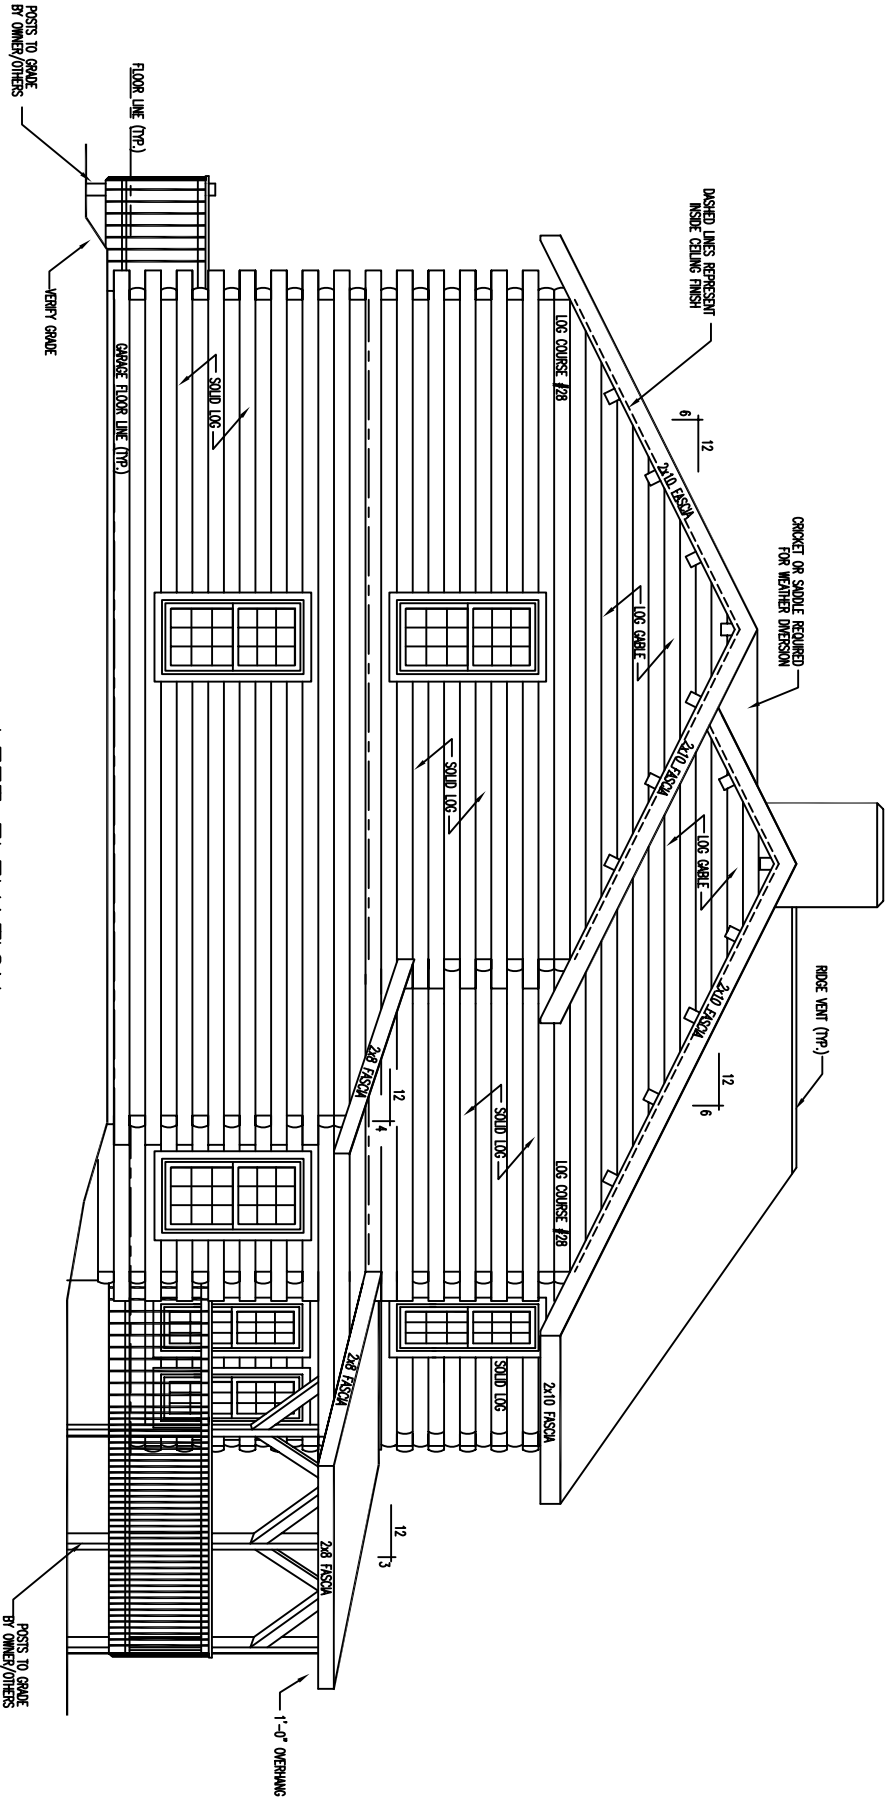 RIDGE VENT (TYP.)
CRICKET OR SADDLE REQUIRED
FOR WEATHER DIVERSION
12
6
DASHED LINES REPRESENT
INSIDE CEILING FINISH
12
6
2x10 FASCIA
2x10 FASCIA
2x10 FASCIA
LOG GABLE
LOG GABLE
LOG COURSE #28
LOG COURSE #28
2x10 FASCIA
SOLID LOG
SOLID LOG
SOLID LOG
12
4
12
3
2x8 FASCIA
2x8 FASCIA
2x8 FASCIA
1'-0" OVERHANG
SOLID LOG
FLOOR LINE (TYP.)
GARAGE FLOOR LINE (TYP.)
VERIFY GRADE
POSTS TO GRADE
BY OWNER/OTHERS
POSTS TO GRADE
BY OWNER/OTHERS